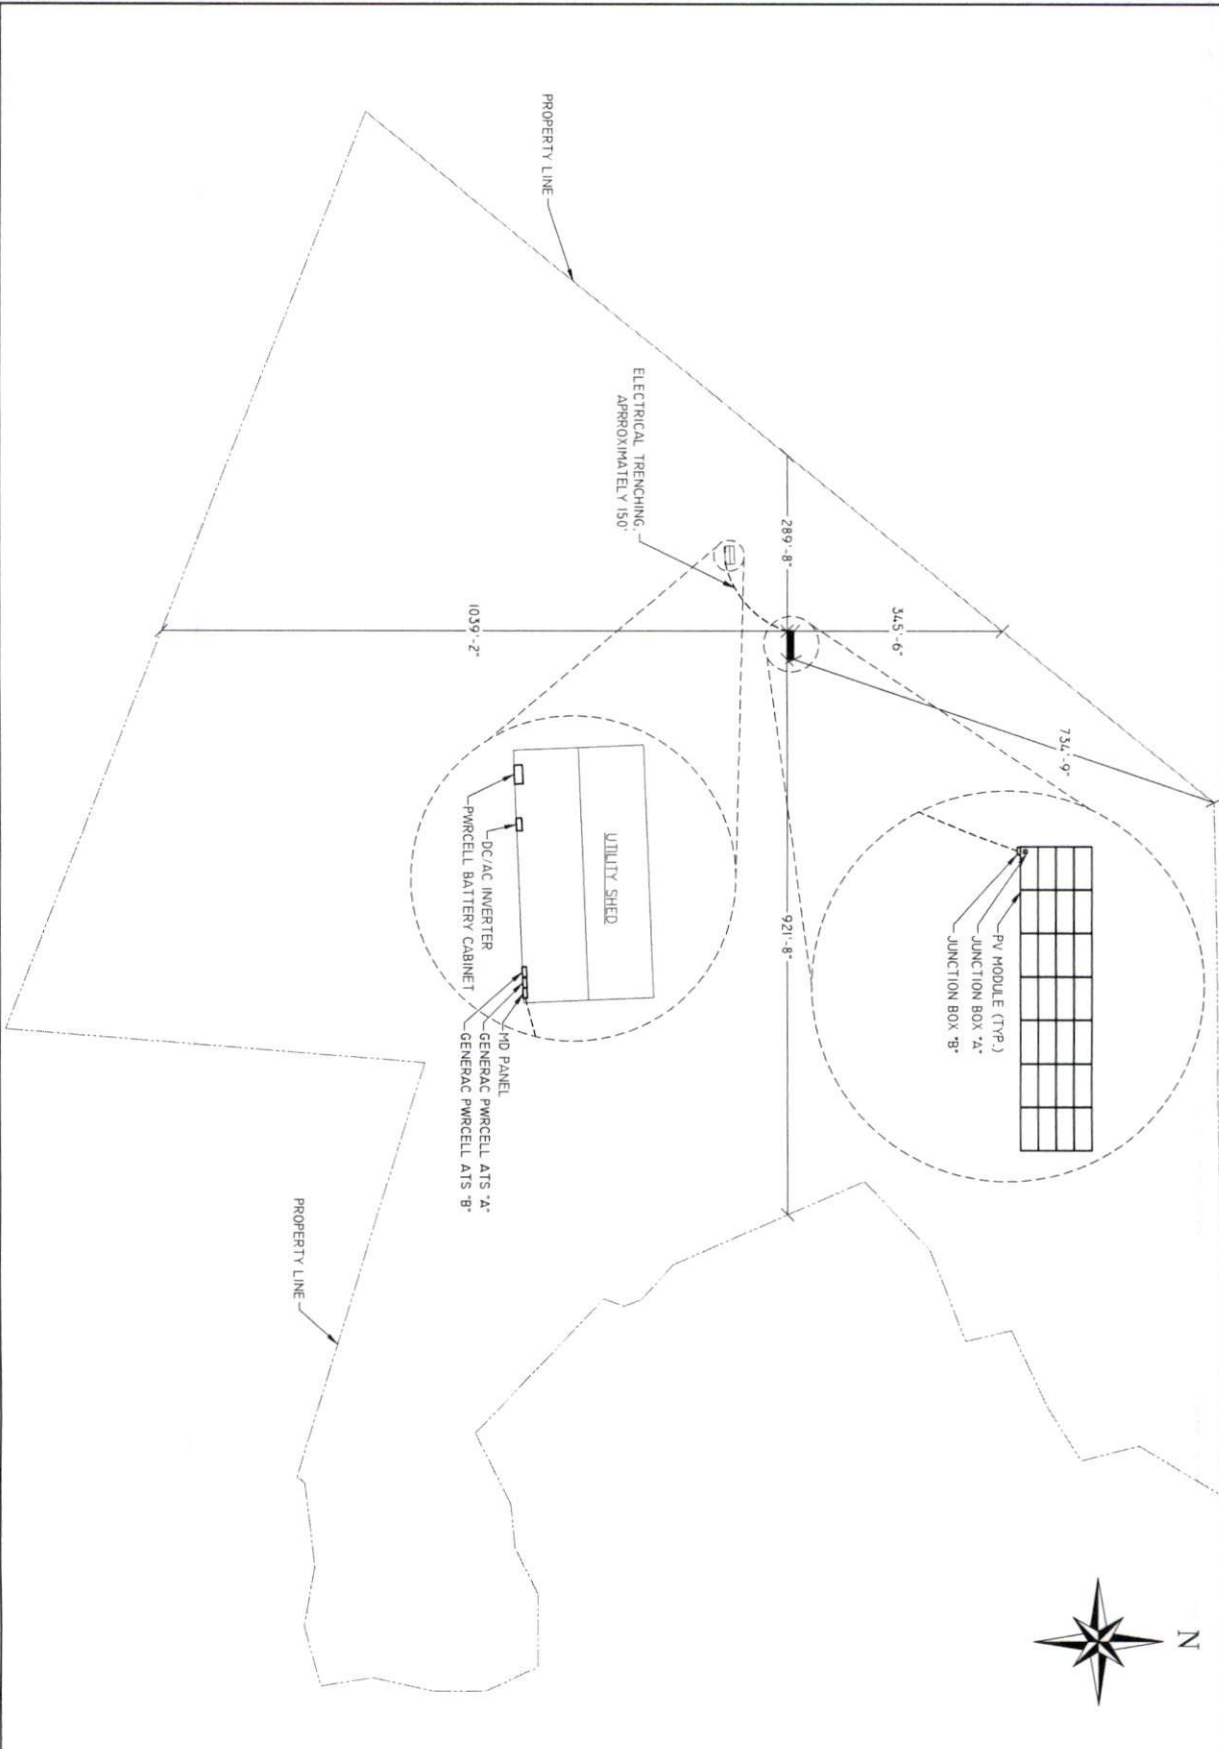 N
PROPERTY LINE
ELECTRICAL TRENCHING,
APRROXIMATELY 150'
289'-8"
345'-6"
734'-9"
921'-8"
1039'-2"
PV MODULE (TYP.)
JUNCTION BOX "A"
JUNCTION BOX "B"
UTILITY SHED
DC/AC INVERTER
PWRCELL BATTERY CABINET
MD PANEL
GENERAC PWRCELL ATS "A"
GENERAC PWRCELL ATS "B"
PROPERTY LINE